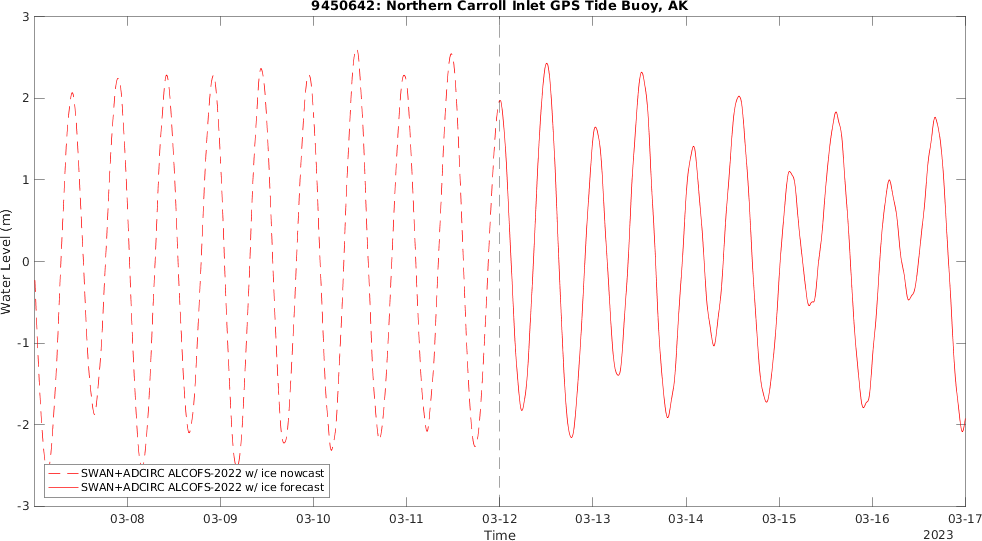 9450642: Northern Carroll Inlet GPS Tide Buoy, AK
3
2
1
0
-1
-2
-3
Water Level (m)
SWAN+ADCIRC ALCOFS-2022 w/ ice nowcast
SWAN+ADCIRC ALCOFS-2022 w/ ice forecast
03-08 03-09 03-10 03-11 03-12 03-13 03-14 03-15 03-16 03-17
Time
2023